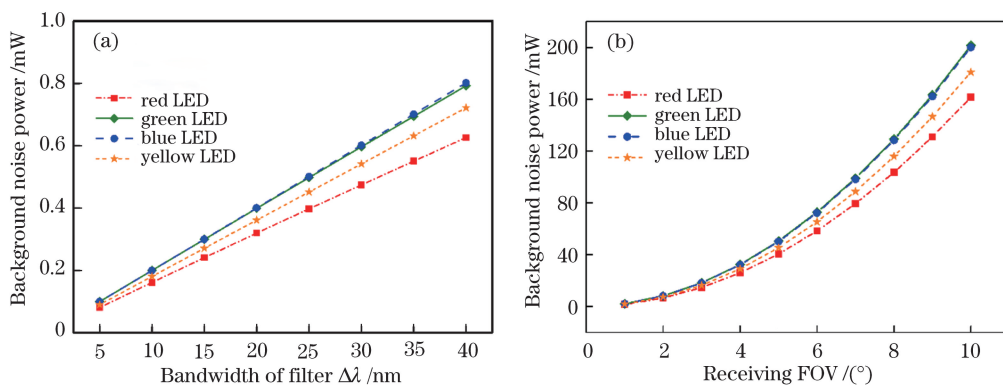 (a)
Background noise power /mW
1.0
0.8
0.6
0.4
0.2
0
red LED
green LED
blue LED
yellow LED
5 10 15 20 25 30 35 40
Bandwidth of filter Δλ /nm
(b)
Background noise power /mW
200
160
120
80
40
0
red LED
green LED
blue LED
yellow LED
0 2 4 6 8 10
Receiving FOV /(°)